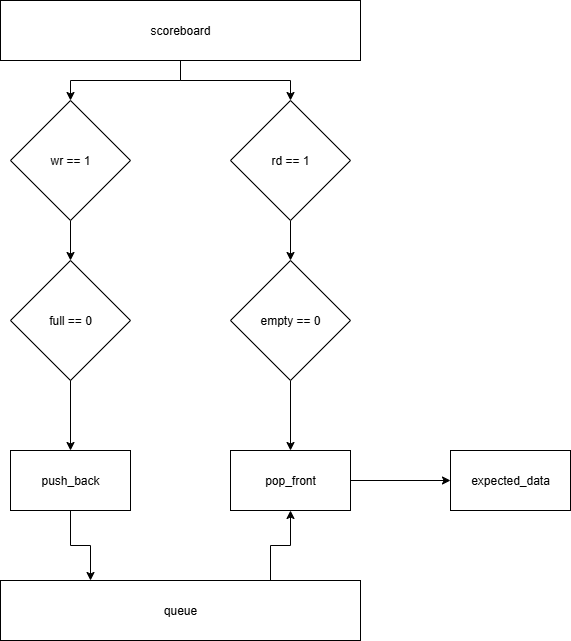 scoreboard
wr == 1
rd == 1
full == 0
empty == 0
push_back
pop_front
expected_data
queue